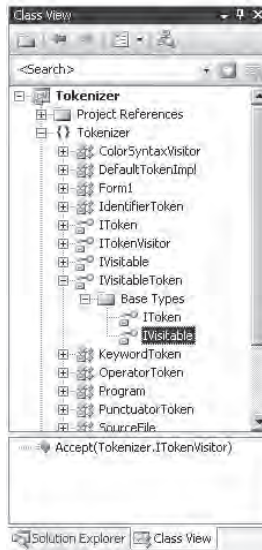 Class View
<Search>
Tokenizer
Project References
{} Tokenizer
ColorSyntaxVisitor
DefaultTokenImpl
Form1
IdentifierToken
IToken
ITokenVisitor
IVisitable
IVisitableToken
Base Types
IToken
IVisitable
KeywordToken
OperatorToken
Program
PunctuatorToken
SourceFile
Accept(Tokenizer.ITokenVisitor)
Solution Explorer Class View